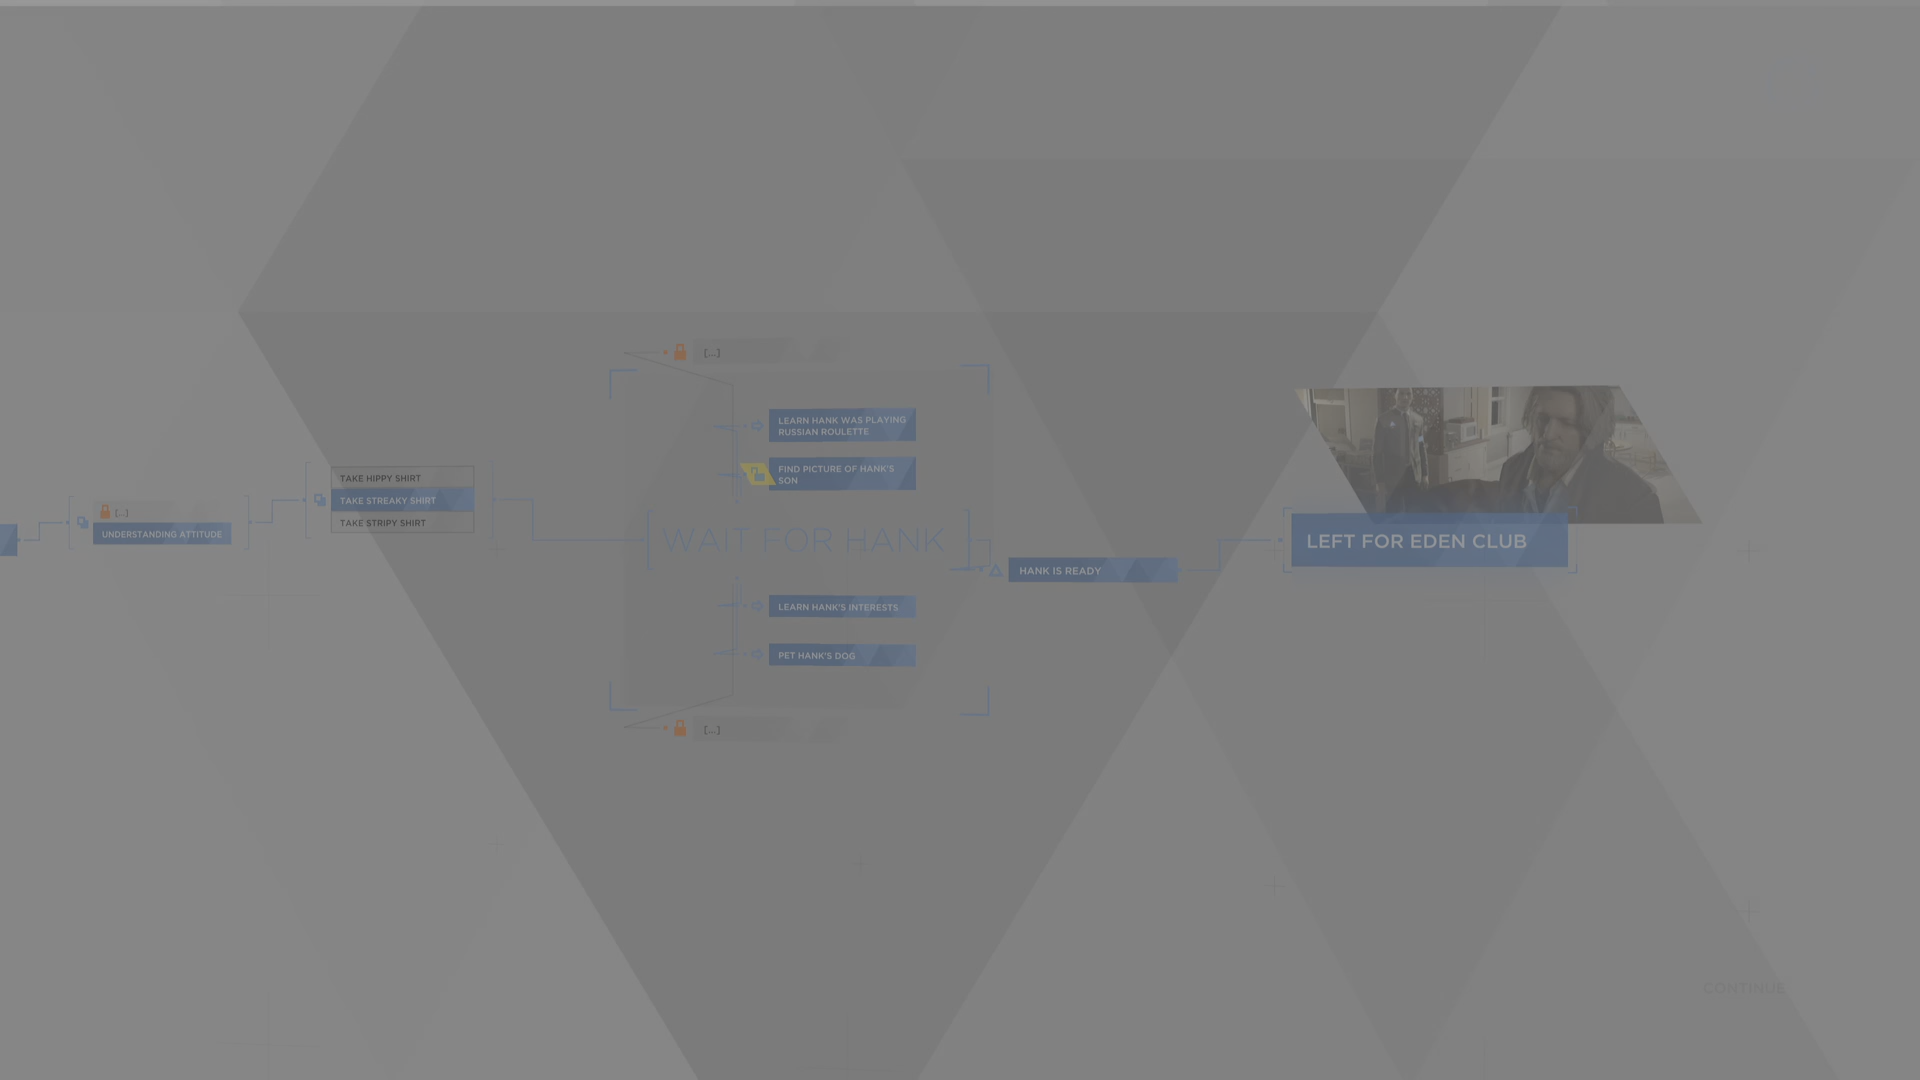 [...]
UNDERSTANDING ATTITUDE
TAKE HIPPY SHIRT
TAKE STREAKY SHIRT
TAKE STRIPY SHIRT
[...]
LEARN HANK WAS PLAYING
RUSSIAN ROULETTE
FIND PICTURE OF HANK'S
SON
WAIT FOR HANK
LEARN HANK'S INTERESTS
PET HANK'S DOG
[...]
HANK IS READY
LEFT FOR EDEN CLUB
CONTINUE